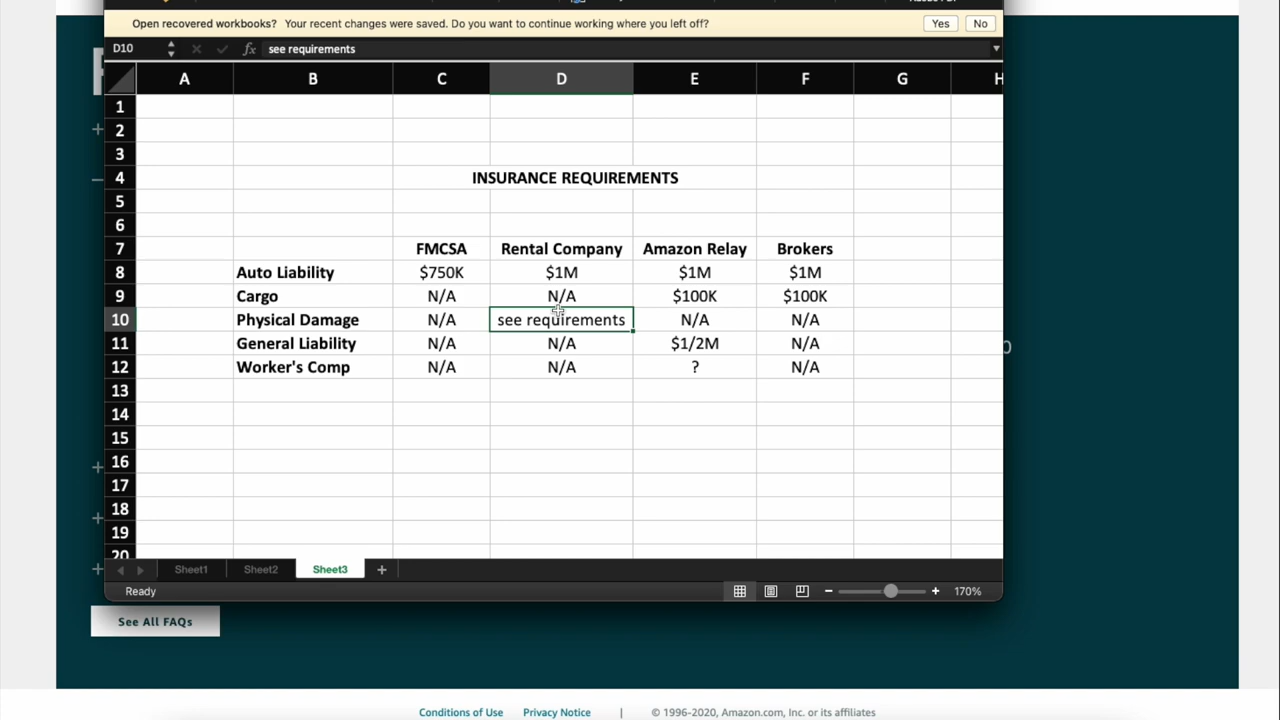 Open recovered workbooks? Your recent changes were saved. Do you want to continue working where you left off? Yes No
D10 fx see requirements
A B C D E F G H
1
2
3
4 INSURANCE REQUIREMENTS
5
6
7 FMCSA Rental Company Amazon Relay Brokers
8 Auto Liability $750K $1M $1M $1M
9 Cargo N/A N/A $100K $100K
10 Physical Damage N/A see requirements N/A N/A
11 General Liability N/A N/A $1/2M N/A
12 Worker's Comp N/A N/A ? N/A
13
14
15
16
17
18
19
20
Sheet1 Sheet2 Sheet3 +
Ready − + 170%
See All FAQs
Conditions of Use Privacy Notice | © 1996-2020, Amazon.com, Inc. or its affiliates